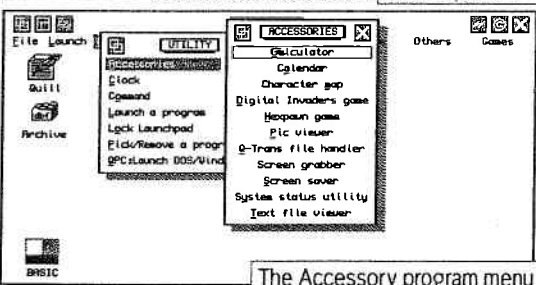 File Launch
Others
Games
Quill
Archive
BASIC
UTILITY
Accessories
Clock
Command
Launch a program
Lock Launchpad
Pick/Remove a progr
QPC:Launch DOS/Wind
ACCESSORIES
Calculator
Calendar
Character map
Digital Invaders game
Hexpawn game
Pic viewer
Q-Trans file handler
Screen grabber
Screen saver
System status utility
Text file viewer
The Accessory program menu